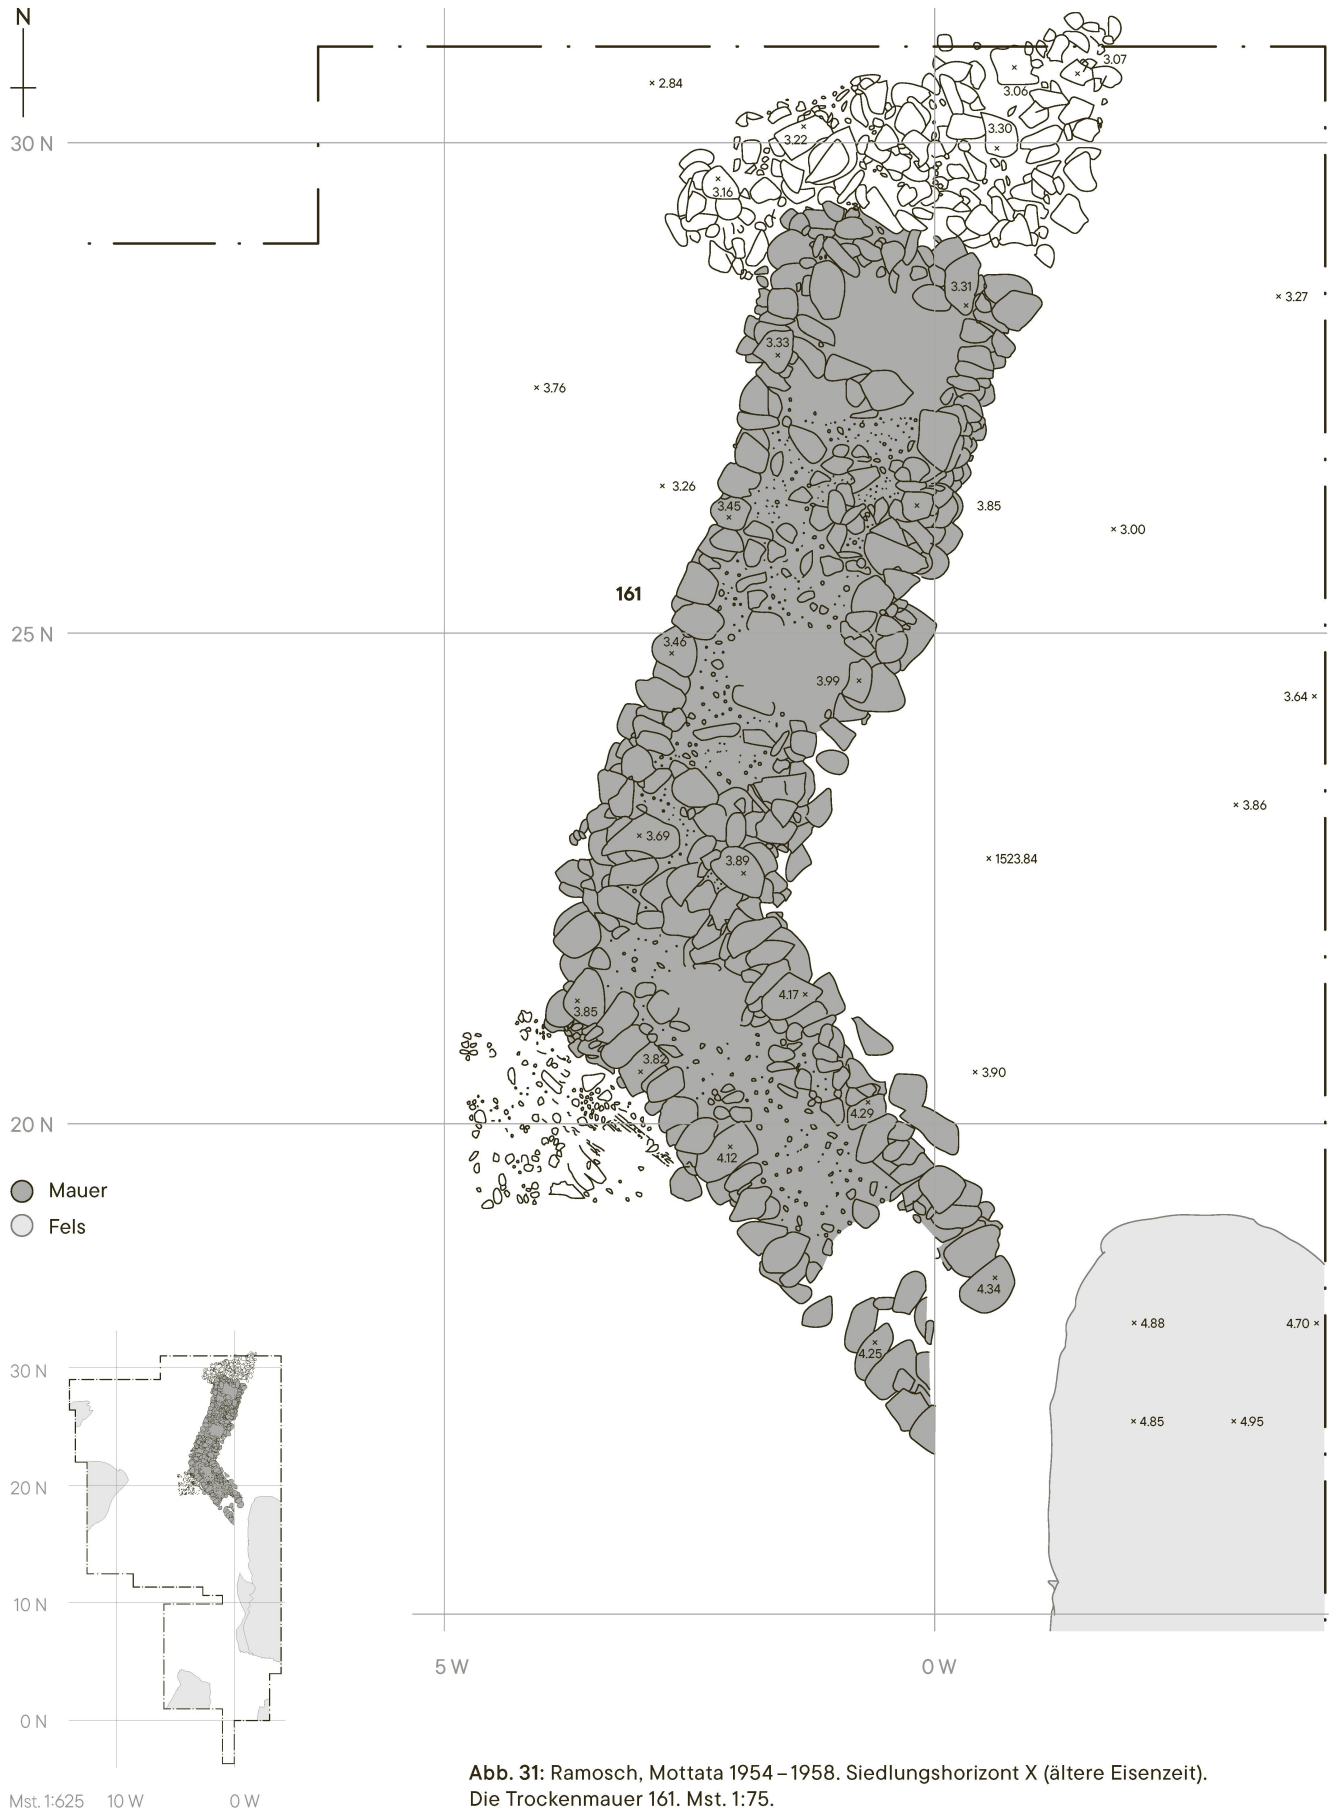 N
3.07
× 2.84
3.06
3.30
3.22
30 N
3.16
3.31
× 3.27
3.33
× 3.76
× 3.26
3.45
3.85
× 3.00
161
25 N
3.46
3.99
3.64 ×
× 3.86
3.69
× 1523.84
3.89
4.17
3.85
3.82
× 3.90
4.29
20 N
4.12
Mauer
Fels
4.34
× 4.88
4.70 ×
4.25
30 N
× 4.85
× 4.95
20 N
10 N
5 W
0 W
0 N
Abb. 31: Ramosch, Mottata 1954 – 1958. Siedlungshorizont X (ältere Eisenzeit).
Die Trockenmauer 161. Mst. 1:75.
Mst. 1:625
10 W
0 W